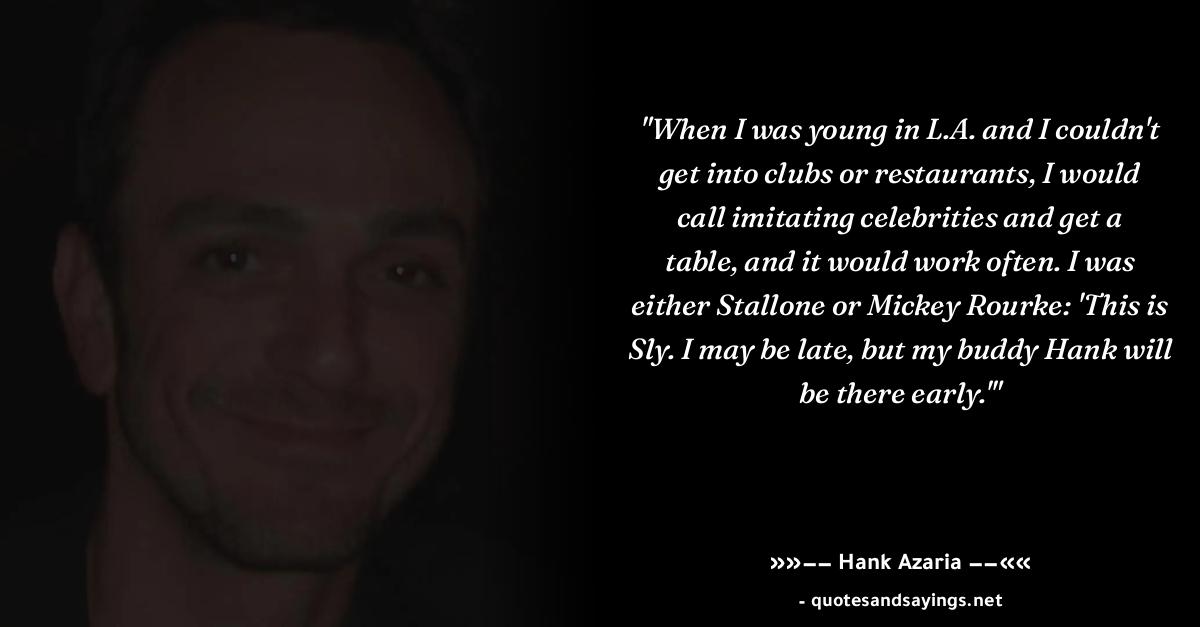 "When I was young in L.A. and I couldn't
get into clubs or restaurants, I would
call imitating celebrities and get a
table, and it would work often. I was
either Stallone or Mickey Rourke: 'This is
Sly. I may be late, but my buddy Hank will
be there early.'"
»»–– Hank Azaria ––««
- quotesandsayings.net